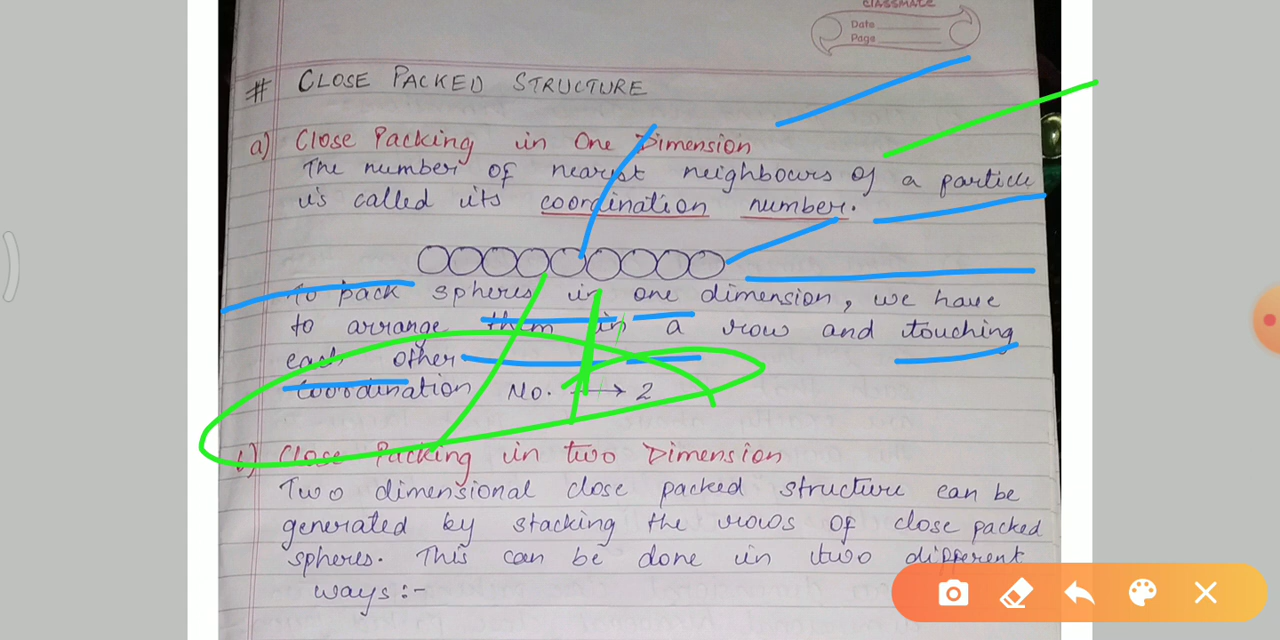 CLASSMATE
Date
Page
# CLOSE PACKED STRUCTURE
a) Close Packing in One Dimension
The number of nearest neighbours of a particle
is called its coordination number.
To pack spheres in one dimension, we have
to arrange them in a row and touching
each other
Coordination No. → 2
b) Close Packing in two Dimension
Two dimensional close packed structure can be
generated by stacking the rows of close packed
spheres. This can be done in two different
ways:-